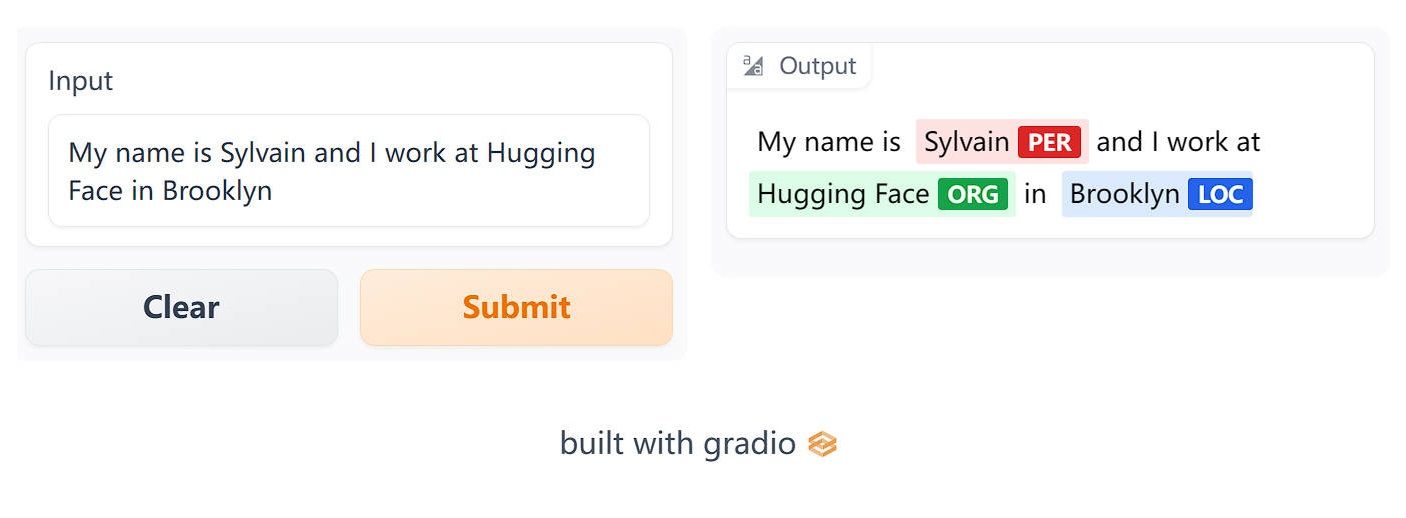 Input
My name is Sylvain and I work at Hugging
Face in Brooklyn
Clear
Submit
Output
My name is Sylvain PER and I work at
Hugging Face ORG in Brooklyn LOC
built with gradio